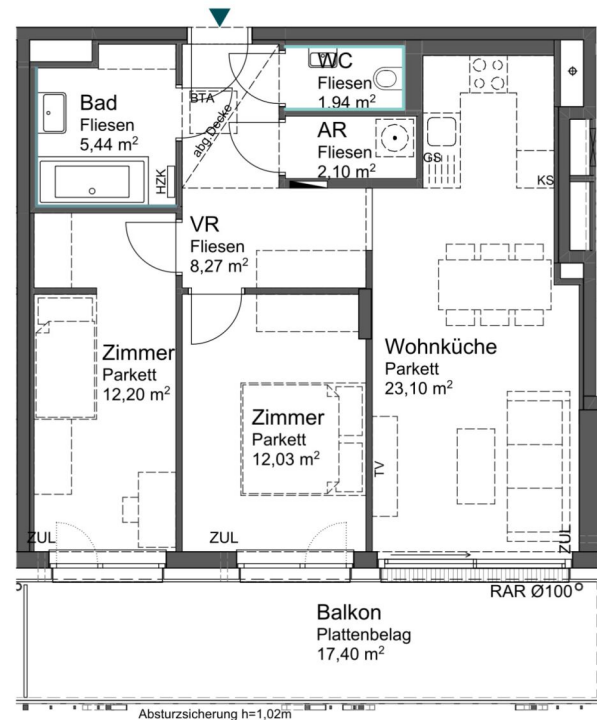 WC
Fliesen
1.94 m²
Bad
Fliesen
5,44 m²
BTA
abg.Decke
AR
Fliesen
2.10 m²
GS
KS
HZK
VR
Fliesen
8,27 m²
Zimmer
Parkett
12,20 m²
Wohnküche
Parkett
23,10 m²
Zimmer
Parkett
12,03 m²
TV
ZUL
ZUL
ZUL
RAR Ø100
Balkon
Plattenbelag
17,40 m²
Absturzsicherung h=1,02m